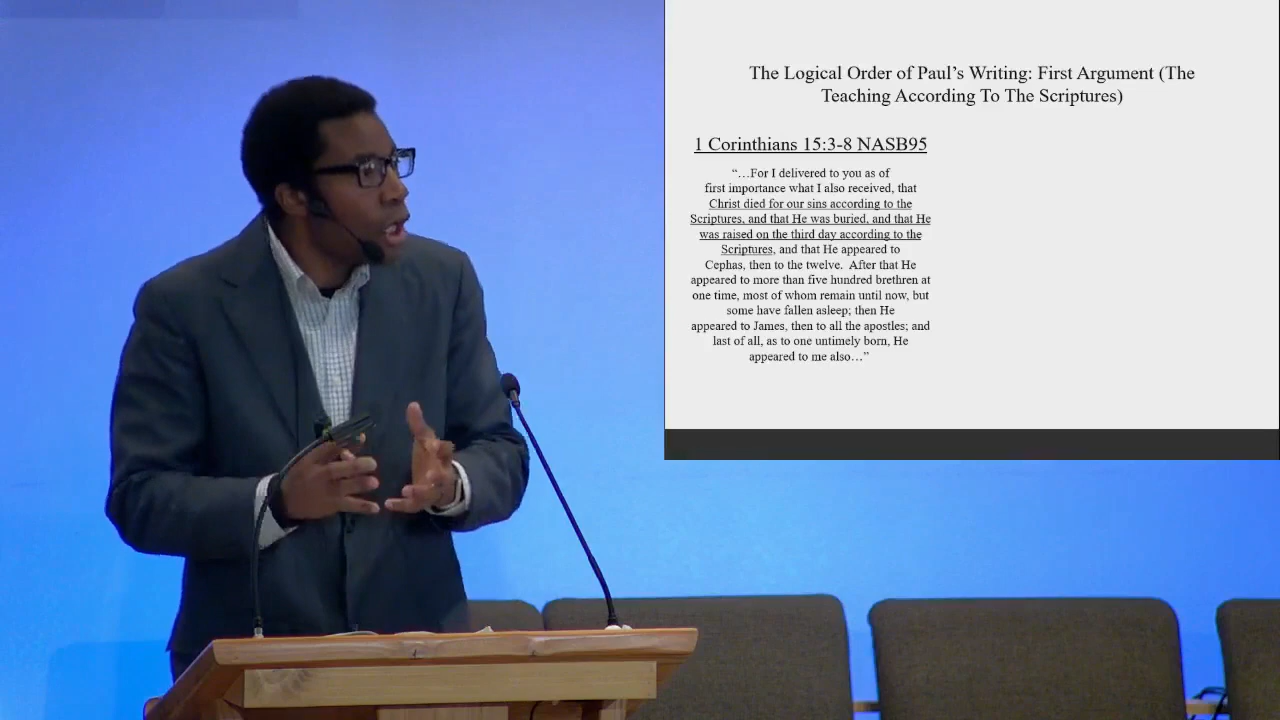 The Logical Order of Paul's Writing: First Argument (The
Teaching According To The Scriptures)
1 Corinthians 15:3-8 NASB95
“…For I delivered to you as of
first importance what I also received, that
Christ died for our sins according to the
Scriptures, and that He was buried, and that He
was raised on the third day according to the
Scriptures, and that He appeared to
Cephas, then to the twelve.  After that He
appeared to more than five hundred brethren at
one time, most of whom remain until now, but
some have fallen asleep; then He
appeared to James, then to all the apostles; and
last of all, as to one untimely born, He
appeared to me also…”